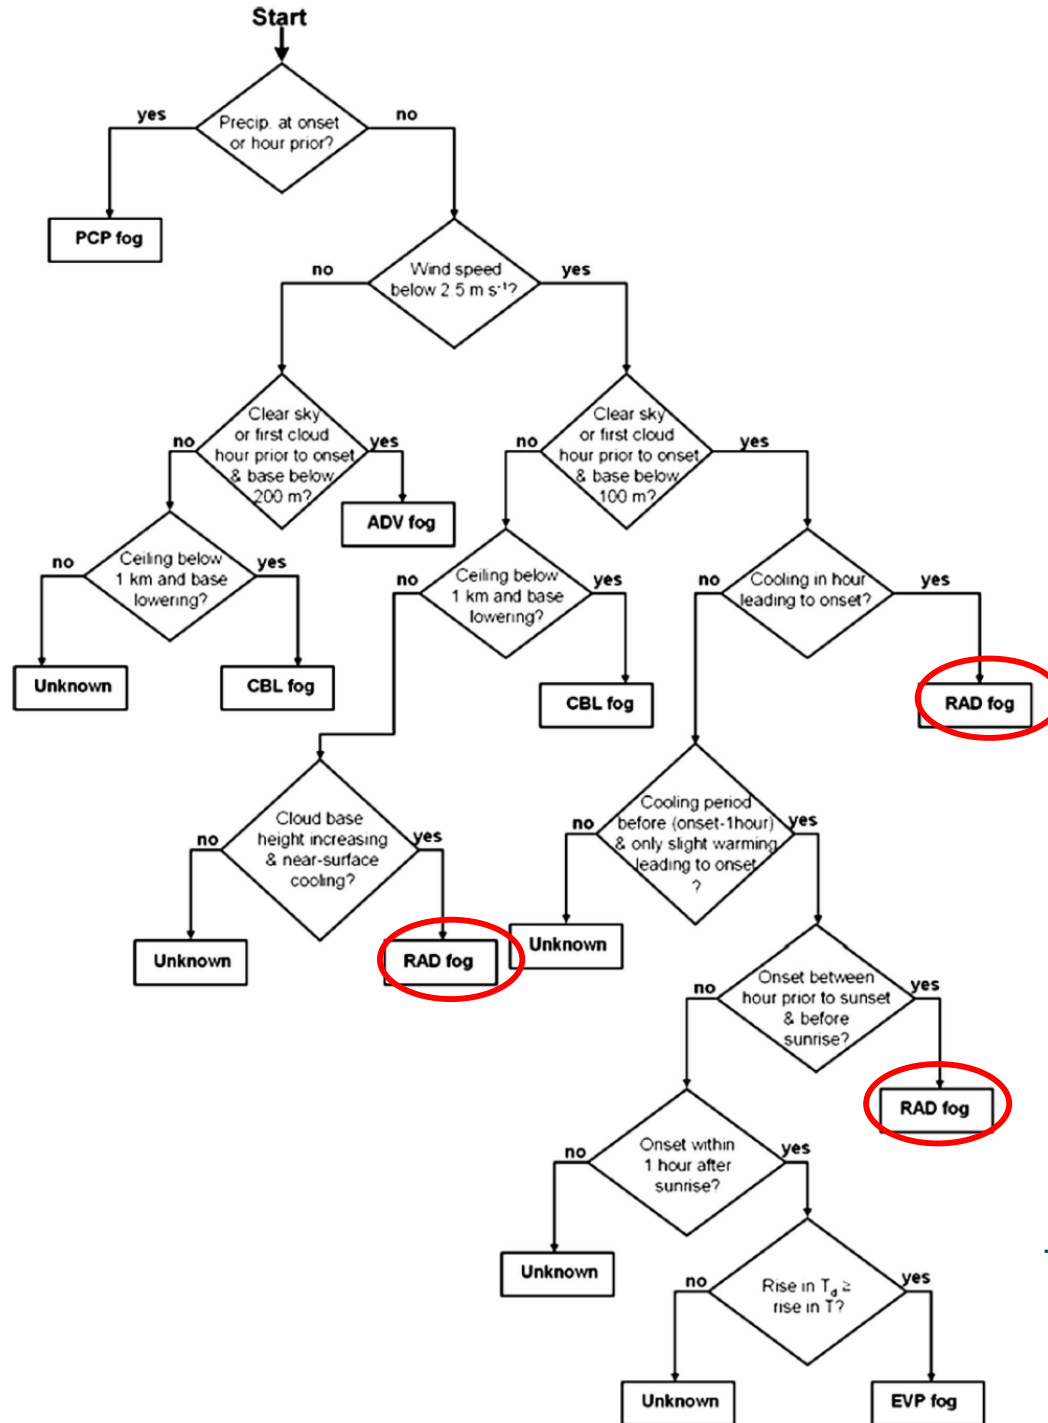 Start
yes
Precip. at onset
or hour prior?
no
PCP fog
no
Wind speed
below 2.5 m s⁻¹?
yes
no
Clear sky
or first cloud
hour prior to onset
& base below
200 m?
yes
no
Clear sky
or first cloud
hour prior to onset
& base below
100 m?
yes
ADV fog
no
Ceiling below
1 km and base
lowering?
yes
no
Ceiling below
1 km and base
lowering?
yes
no
Cooling in hour
leading to onset?
yes
Unknown
CBL fog
CBL fog
RAD fog
no
Cloud base
height increasing
& near-surface
cooling?
yes
no
Cooling period
before (onset-1hour)
& only slight warming
leading to onset
?
yes
Unknown
RAD fog
Unknown
no
Onset between
hour prior to sunset
& before
sunrise?
yes
RAD fog
no
Onset within
1 hour after
sunrise?
yes
Unknown
no
Rise in Td ≥
rise in T?
yes
Unknown
EVP fog